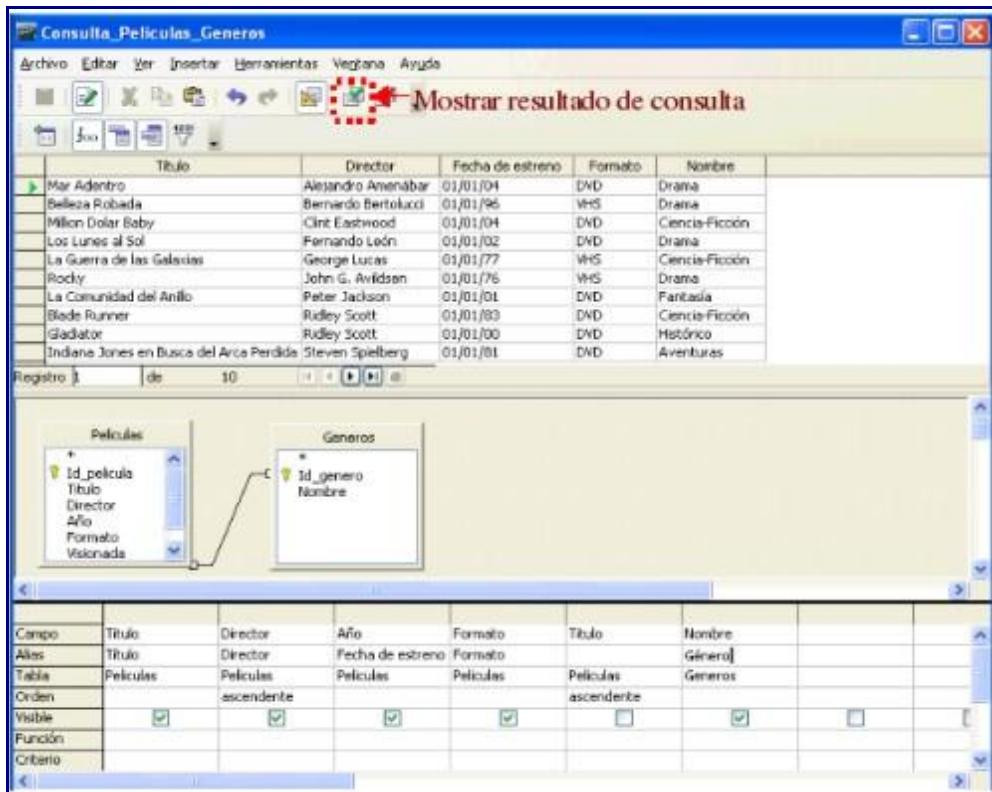 Consulta_Peliculas_Generos
Archivo Editar Ver Insertar Herramientas Ventana Ayuda
Mostrar resultado de consulta
Título Director Fecha de estreno Formato Nombre
Mar Adentro Alejandro Amenábar 01/01/04 DVD Drama
Belleza Robada Bernardo Bertolucci 01/01/96 VHS Drama
Million Dolar Baby Clint Eastwood 01/01/04 DVD Ciencia-Ficción
Los Lunes al Sol Fernando León 01/01/02 DVD Drama
La Guerra de las Galaxias George Lucas 01/01/77 VHS Ciencia-Ficción
Rocky John G. Avildsen 01/01/76 VHS Drama
La Comunidad del Anillo Peter Jackson 01/01/01 DVD Fantasía
Blade Runner Ridley Scott 01/01/83 DVD Ciencia-Ficción
Gladiator Ridley Scott 01/01/00 DVD Histórico
Indiana Jones en Busca del Arca Perdida Steven Spielberg 01/01/81 DVD Aventuras
Registro 1 de 10
Peliculas
*
Id_pelicula
Titulo
Director
Año
Formato
Visionada
Generos
*
Id_genero
Nombre
Campo Titulo Director Año Formato Titulo Nombre
Alias Título Director Fecha de estreno Formato Género
Tabla Peliculas Peliculas Peliculas Peliculas Peliculas Generos
Orden ascendente ascendente
Visible
Función
Criterio